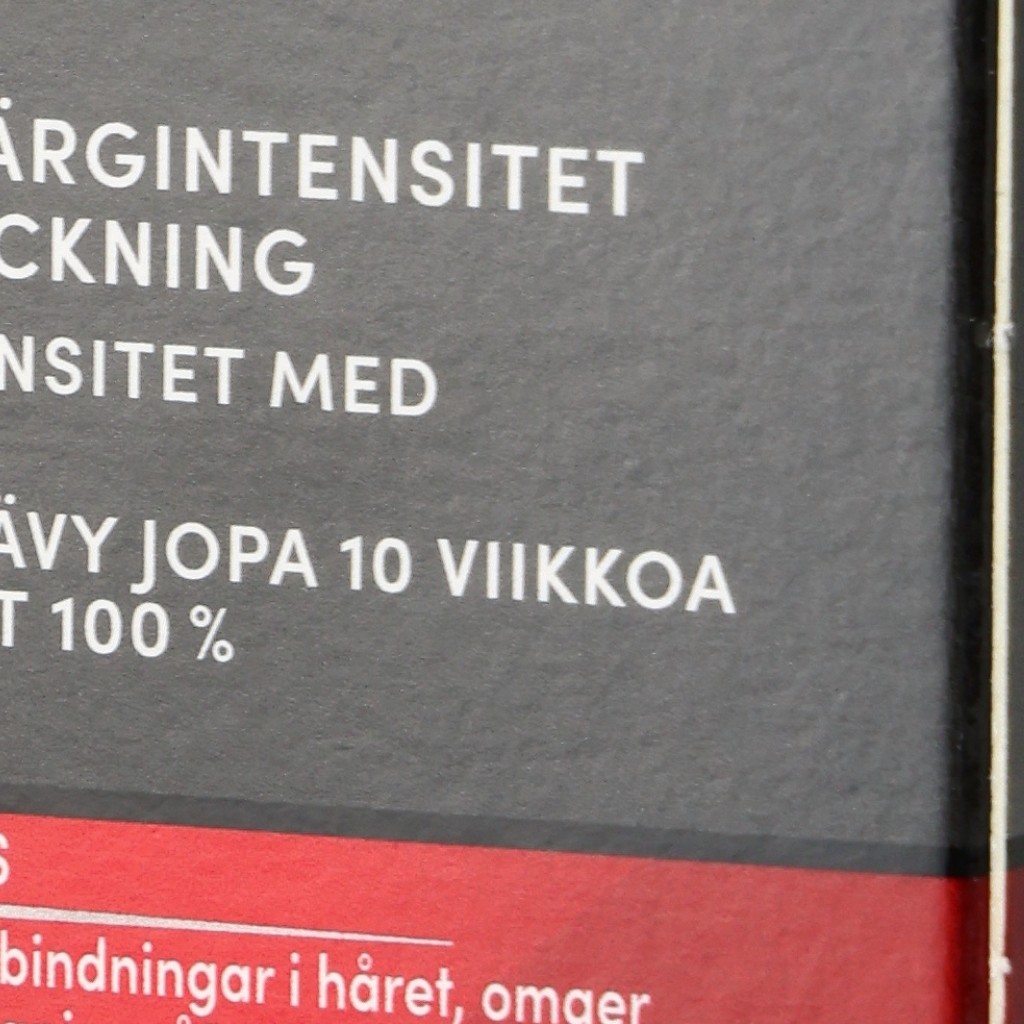 ÄRGINTENSITET
CKNING
NSITET MED
ÄVY JOPA 10 VIIKKOA
T 100 %
S
bindningar i håret, omger